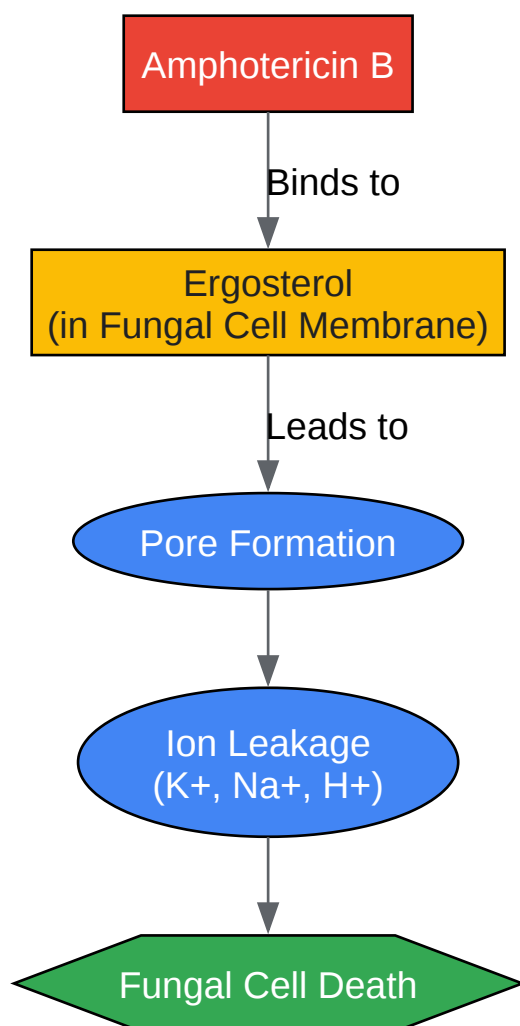 Amphotericin B
Binds to
Ergosterol
(in Fungal Cell Membrane)
Leads to
Pore Formation
Ion Leakage
(K+, Na+, H+)
Fungal Cell Death